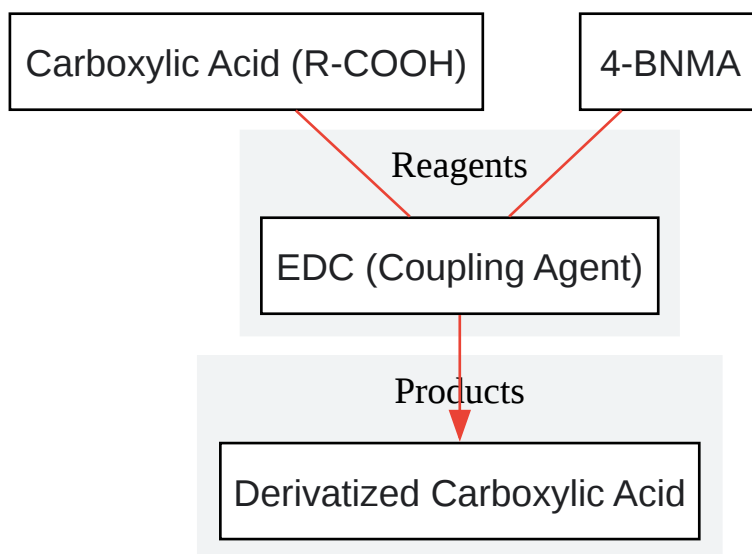 Carboxylic Acid (R-COOH)
4-BNMA
Reagents
EDC (Coupling Agent)
Products
Derivatized Carboxylic Acid